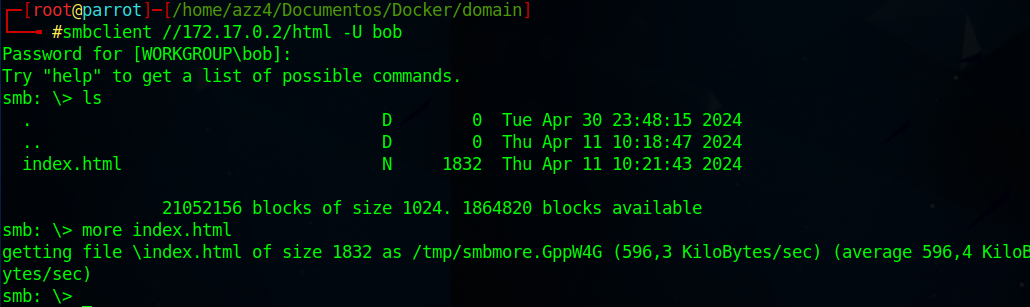 ┌─[root@parrot]─[/home/azz4/Documentos/Docker/domain]
└──╼ #smbclient //172.17.0.2/html -U bob
Password for [WORKGROUP\bob]:
Try "help" to get a list of possible commands.
smb: \> ls
  .                                   D        0  Tue Apr 30 23:48:15 2024
  ..                                  D        0  Thu Apr 11 10:18:47 2024
  index.html                          N     1832  Thu Apr 11 10:21:43 2024
                21052156 blocks of size 1024. 1864820 blocks available
smb: \> more index.html
getting file \index.html of size 1832 as /tmp/smbmore.GppW4G (596,3 KiloBytes/sec) (average 596,4 KiloB
ytes/sec)
smb: \>